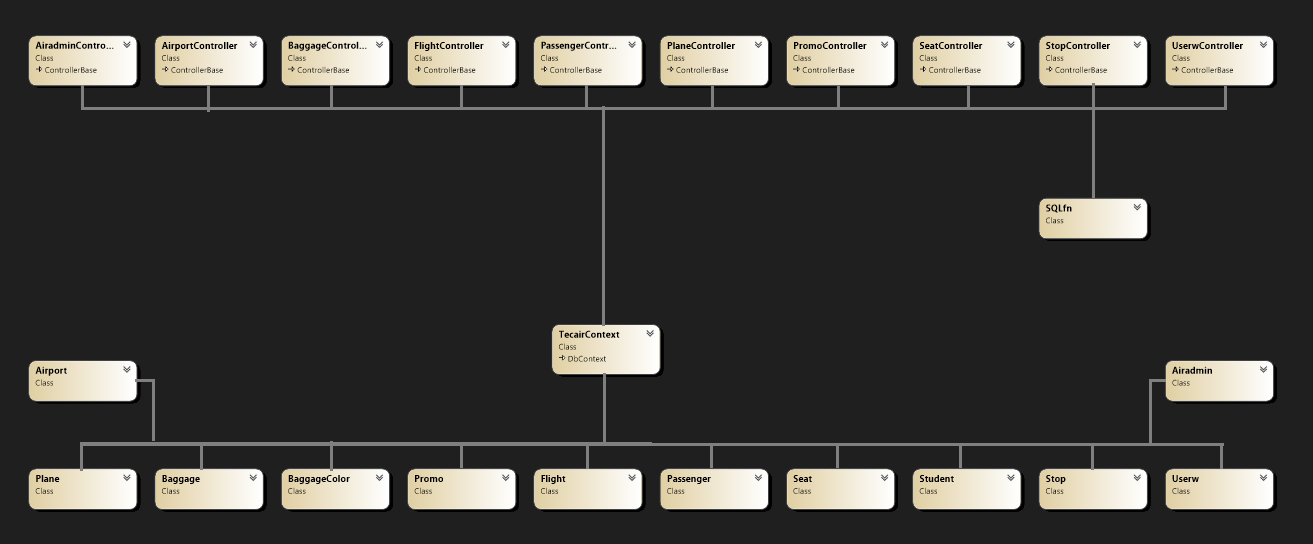 AiradminContro...
Class
→ ControllerBase
AirportController
Class
→ ControllerBase
BaggageControl...
Class
→ ControllerBase
FlightController
Class
→ ControllerBase
PassengerContr...
Class
→ ControllerBase
PlaneController
Class
→ ControllerBase
PromoController
Class
→ ControllerBase
SeatController
Class
→ ControllerBase
StopController
Class
→ ControllerBase
UserwController
Class
→ ControllerBase
SQLfn
Class
TecairContext
Class
→ DbContext
Airport
Class
Airadmin
Class
Plane
Class
Baggage
Class
BaggageColor
Class
Promo
Class
Flight
Class
Passenger
Class
Seat
Class
Student
Class
Stop
Class
Userw
Class